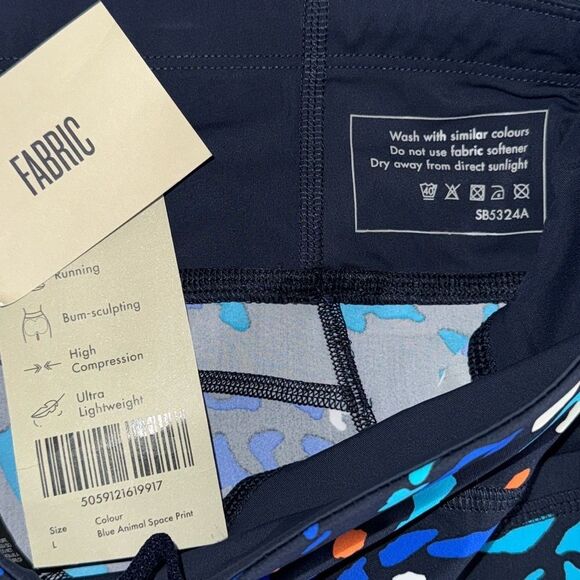 FABRIC
Running
Bum-sculpting
High
Compression
Ultra
Lightweight
5059121619917
Size
L
Colour
Blue Animal Space Print
Wash with similar colours
Do not use fabric softener
Dry away from direct sunlight
40
SB5324A